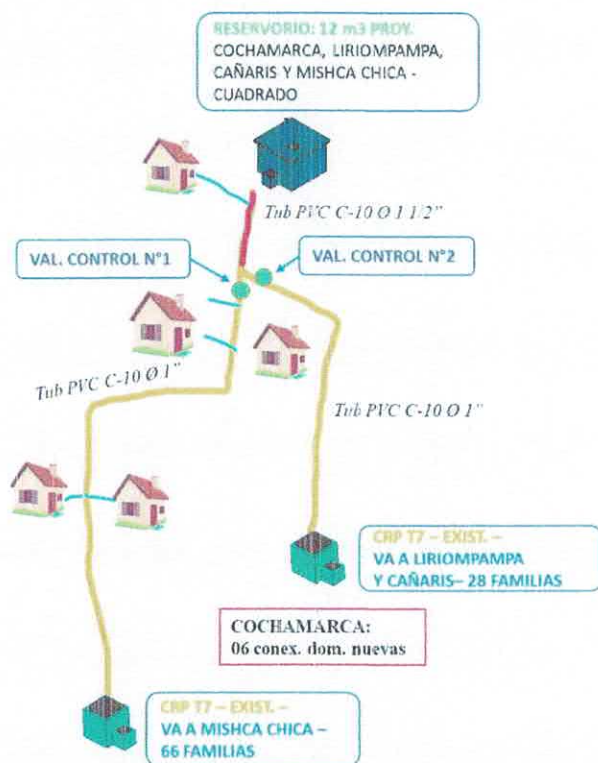 RESERVORIO: 12 m3 PROY.
COCHAMARCA, LIRIOMPAMPA,
CAÑARIS Y MISHCA CHICA -
CUADRADO
Tub PVC C-10 O 1 1/2"
VAL. CONTROL N°1
VAL. CONTROL N°2
Tub PVC C-10 Ø 1"
Tub PVC C-10 O 1"
CRP T7 – EXIST. –
VA A LIRIOMPAMPA
Y CAÑARIS– 28 FAMILIAS
COCHAMARCA:
06 conex. dom. nuevas
CRP T7 – EXIST. –
VA A MISHCA CHICA –
66 FAMILIAS